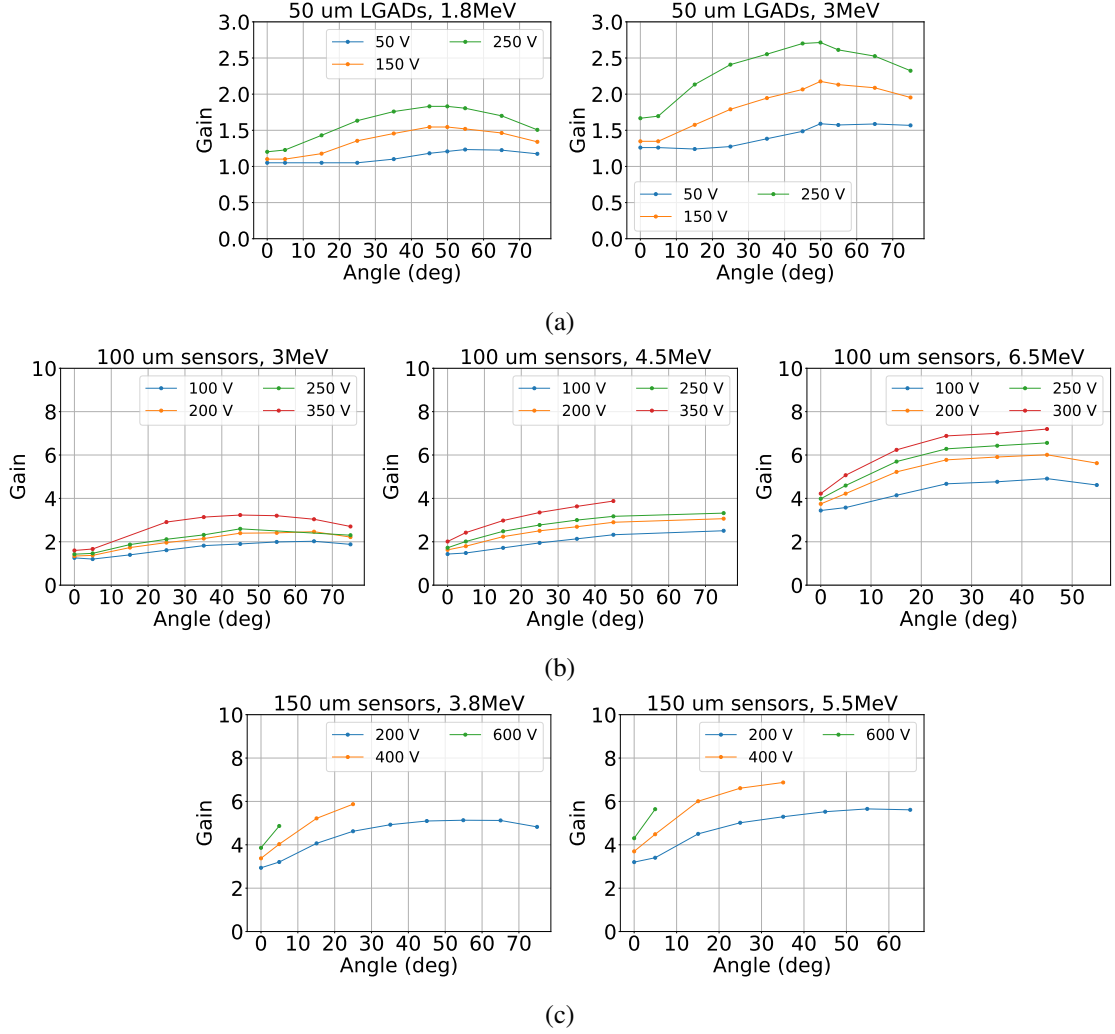 50 um LGADs, 1.8MeV
3.0
2.5
2.0
1.5
1.0
0.5
0.0
Gain
50 V
150 V
250 V
0 10 20 30 40 50 60 70
Angle (deg)
50 um LGADs, 3MeV
3.0
2.5
2.0
1.5
1.0
0.5
0.0
Gain
50 V
150 V
250 V
0 10 20 30 40 50 60 70
Angle (deg)
(a)
100 um sensors, 3MeV
10
8
6
4
2
0
Gain
100 V
200 V
250 V
350 V
0 10 20 30 40 50 60 70
Angle (deg)
100 um sensors, 4.5MeV
10
8
6
4
2
0
Gain
100 V
200 V
250 V
350 V
0 10 20 30 40 50 60 70
Angle (deg)
100 um sensors, 6.5MeV
10
8
6
4
2
0
Gain
100 V
200 V
250 V
300 V
0 10 20 30 40 50
Angle (deg)
(b)
150 um sensors, 3.8MeV
10
8
6
4
2
0
Gain
200 V
400 V
600 V
0 10 20 30 40 50 60 70
Angle (deg)
150 um sensors, 5.5MeV
10
8
6
4
2
0
Gain
200 V
400 V
600 V
0 10 20 30 40 50 60
Angle (deg)
(c)